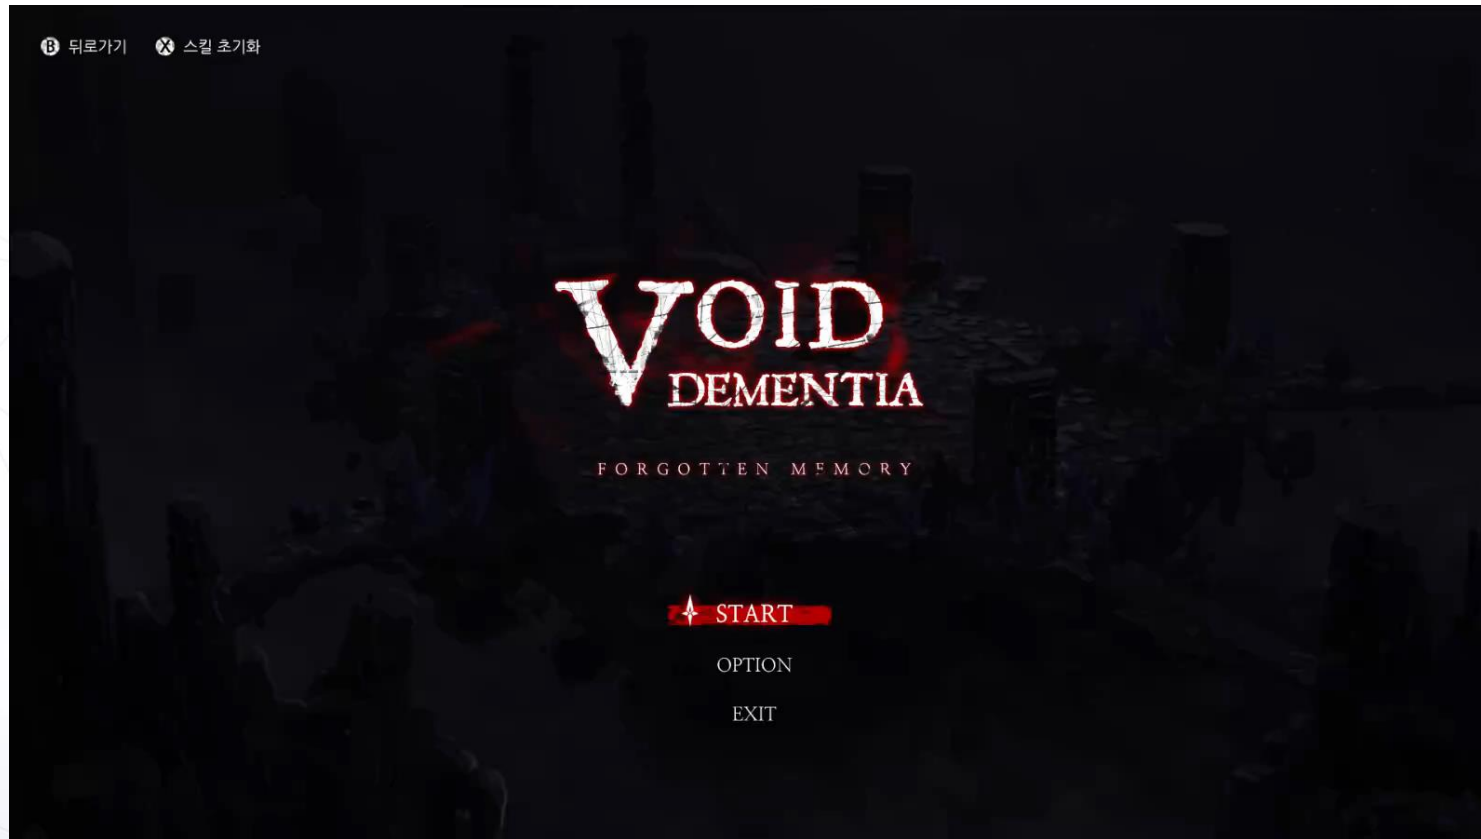 B 뒤로가기 X 스킬 초기화
VOID
DEMENTIA
FORGOTTEN MEMORY
START
OPTION
EXIT